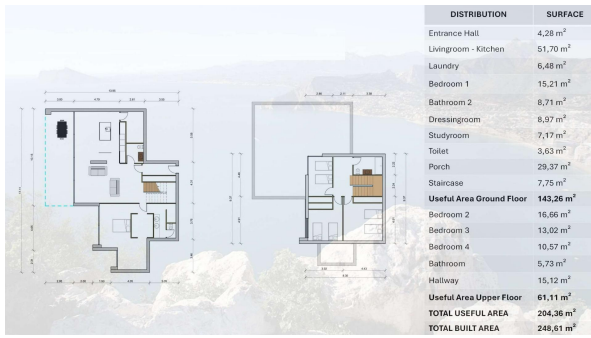 DISTRIBUTION SURFACE
Entrance Hall 4,28 m²
Livingroom - Kitchen 51,70 m²
Laundry 6,48 m²
Bedroom 1 15,21 m²
Bathroom 2 8,71 m²
Dressingroom 8,97 m²
Studyroom 7,17 m²
Toilet 3,63 m²
Porch 29,37 m²
Staircase 7,75 m²
Useful Area Ground Floor 143,26 m²
Bedroom 2 16,66 m²
Bedroom 3 13,02 m²
Bedroom 4 10,57 m²
Bathroom 5,73 m²
Hallway 15,12 m²
Useful Area Upper Floor 61,11 m²
TOTAL USEFUL AREA 204,36 m²
TOTAL BUILT AREA 248,61 m²